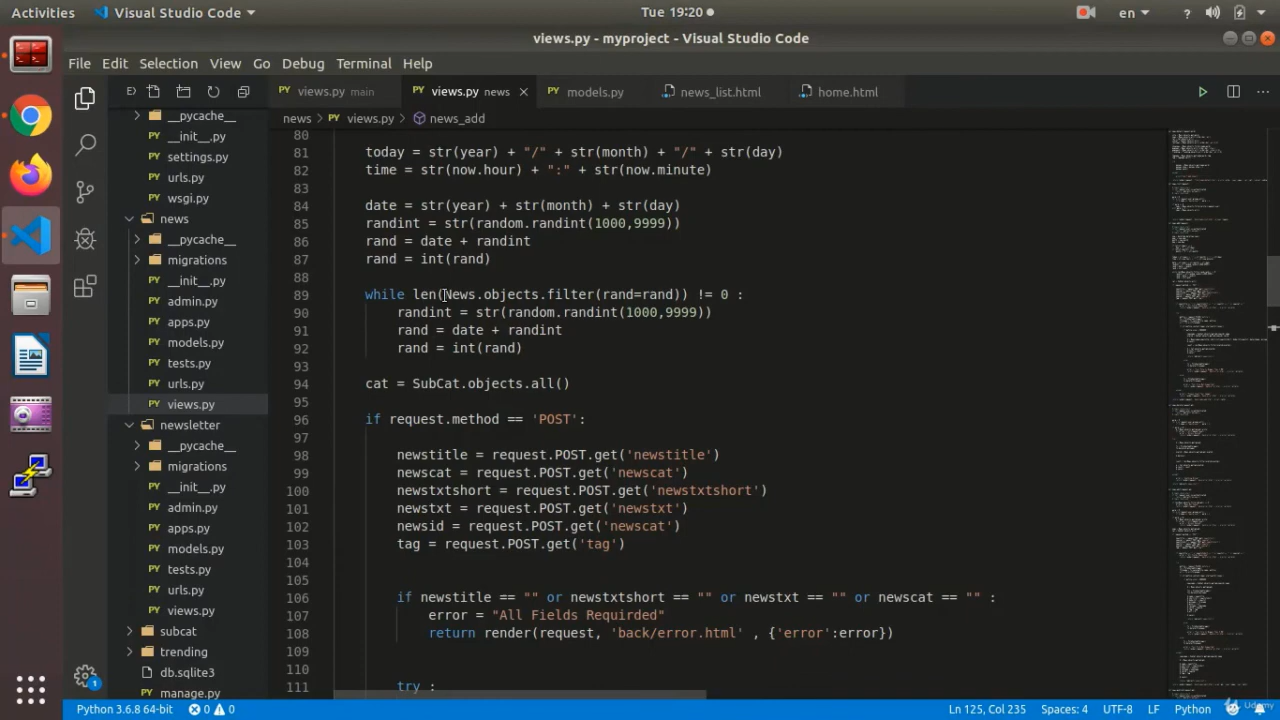 Activities Visual Studio Code Tue 19:20 en ?
views.py - myproject - Visual Studio Code
File Edit Selection View Go Debug Terminal Help
views.py main views.py news models.py news_list.html home.html
news > views.py > news_add
__pycache__
__init__.py
settings.py
urls.py
wsgi.py
news
__pycache__
migrations
__init__.py
admin.py
apps.py
models.py
tests.py
urls.py
views.py
newsletter
__pycache__
migrations
__init__.py
admin.py
apps.py
models.py
tests.py
urls.py
views.py
subcat
trending
db.sqlite3
manage.py
80
81 today = str(year) + "/" + str(month) + "/" + str(day)
82 time = str(now.hour) + ":" + str(now.minute)
83
84 date = str(year) + str(month) + str(day)
85 randint = str(random.randint(1000,9999))
86 rand = date + randint
87 rand = int(rand)
88
89 while len(News.objects.filter(rand=rand)) != 0 :
90 randint = str(random.randint(1000,9999))
91 rand = date + randint
92 rand = int(rand)
93
94 cat = SubCat.objects.all()
95
96 if request.method == 'POST':
97
98 newstitle = request.POST.get('newstitle')
99 newscat = request.POST.get('newscat')
100 newstxtshort = request.POST.get('newstxtshort')
101 newstxt = request.POST.get('newstxt')
102 newsid = request.POST.get('newscat')
103 tag = request.POST.get('tag')
104
105
106 if newstitle == "" or newstxtshort == "" or newstxt == "" or newscat == "" :
107 error = "All Fields Requirded"
108 return render(request, 'back/error.html' , {'error':error})
109
110
111 try :
Python 3.6.8 64-bit 0 0 Ln 125, Col 235 Spaces: 4 UTF-8 LF Python
1
Udemy